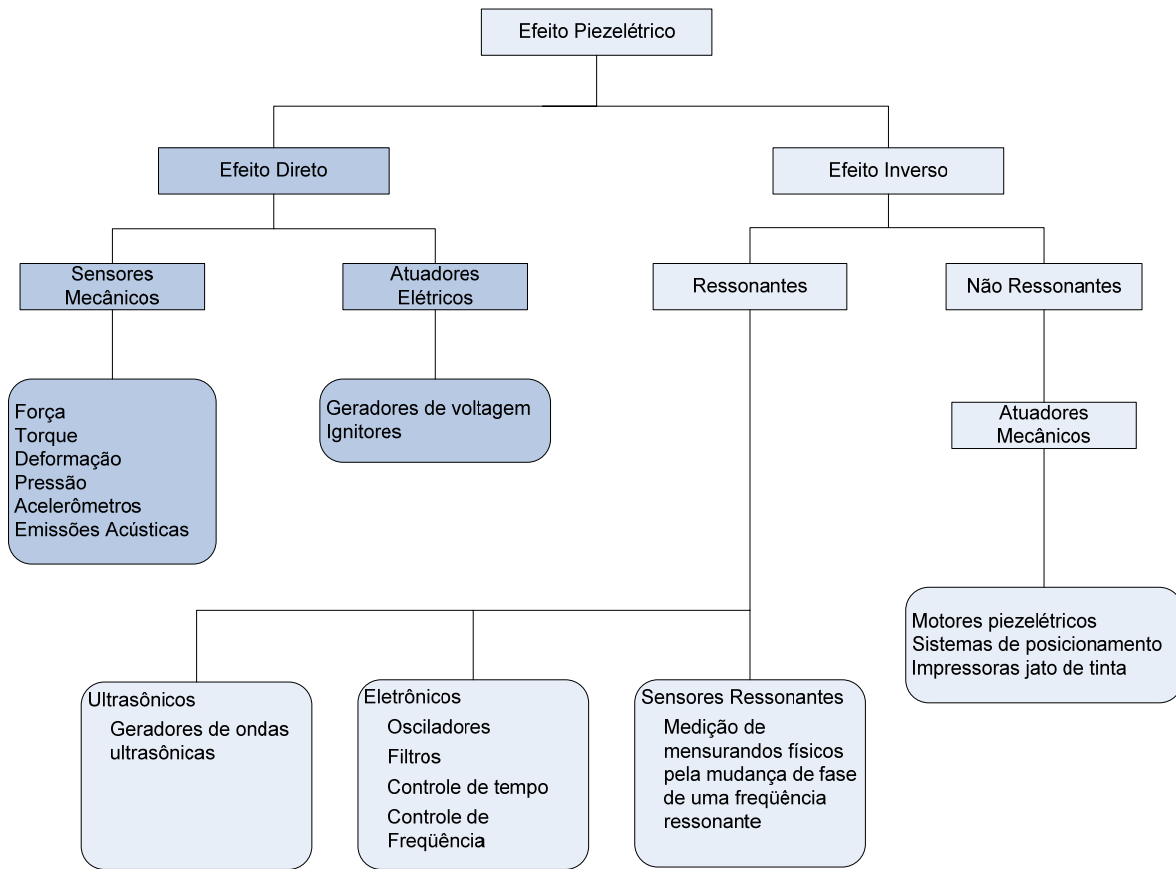 Efeito Piezelétrico
Efeito Direto
Efeito Inverso
Sensores
Mecânicos
Atuadores
Elétricos
Ressonantes
Não Ressonantes
Força
Torque
Deformação
Pressão
Acelerômetros
Emissões Acústicas
Geradores de voltagem
Ignitores
Atuadores
Mecânicos
Motores piezelétricos
Sistemas de posicionamento
Impressoras jato de tinta
Ultrasônicos
Geradores de ondas
ultrasônicas
Eletrônicos
Osciladores
Filtros
Controle de tempo
Controle de
Freqüência
Sensores Ressonantes
Medição de
mensurandos físicos
pela mudança de fase
de uma freqüência
ressonante